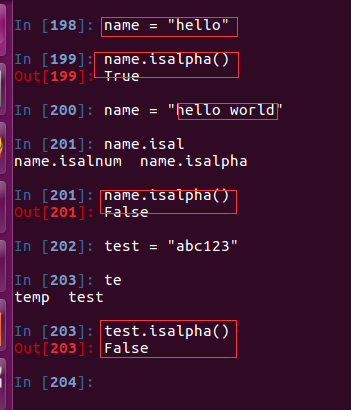 In [198]: name = "hello"
In [199]: name.isalpha()
Out[199]: True
In [200]: name = "hello world"
In [201]: name.isal
name.isalnum  name.isalpha
In [201]: name.isalpha()
Out[201]: False
In [202]: test = "abc123"
In [203]: te
temp  test
In [203]: test.isalpha()
Out[203]: False
In [204]: